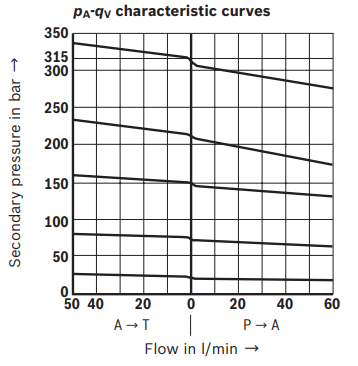 pA-qV characteristic curves
350
315
300
250
200
150
100
50
0
50 40 20 0 20 40 60
A → T P → A
Flow in l/min →
Secondary pressure in bar →